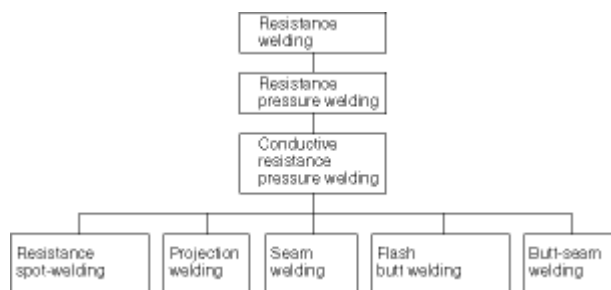 Resistance
welding
Resistance
pressure welding
Conductive
resistance
pressure welding
Resistance
spot-welding
Projection
welding
Seam
welding
Flash
butt welding
Butt-seam
welding